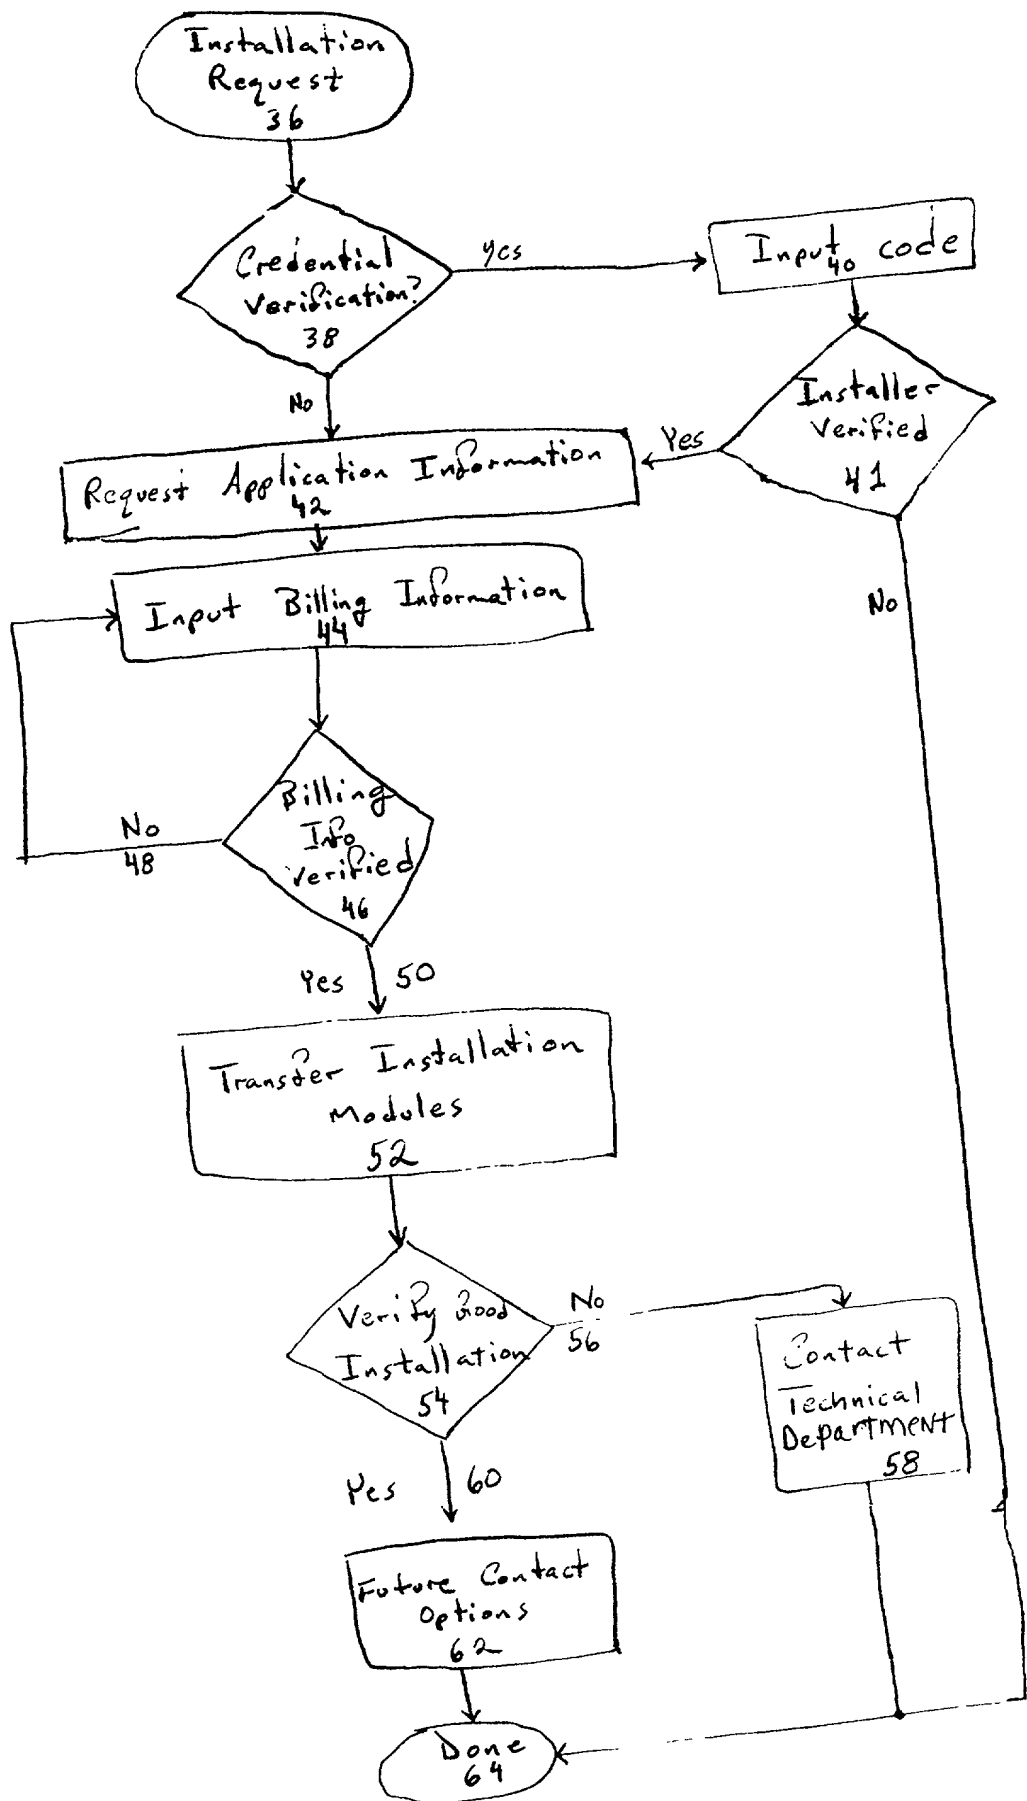 Installation
Request
36
Credential
Verification?
38
yes
Input code
40
No
Installer
Verified
41
Yes
Request Application Information
42
No
Input Billing Information
44
Billing
Info
Verified
46
No
48
Yes 50
Transfer Installation
Modules
52
Verify Good
Installation
54
No
56
Contact
Technical
Department
58
Yes 60
Future Contact
Options
62
Done
64